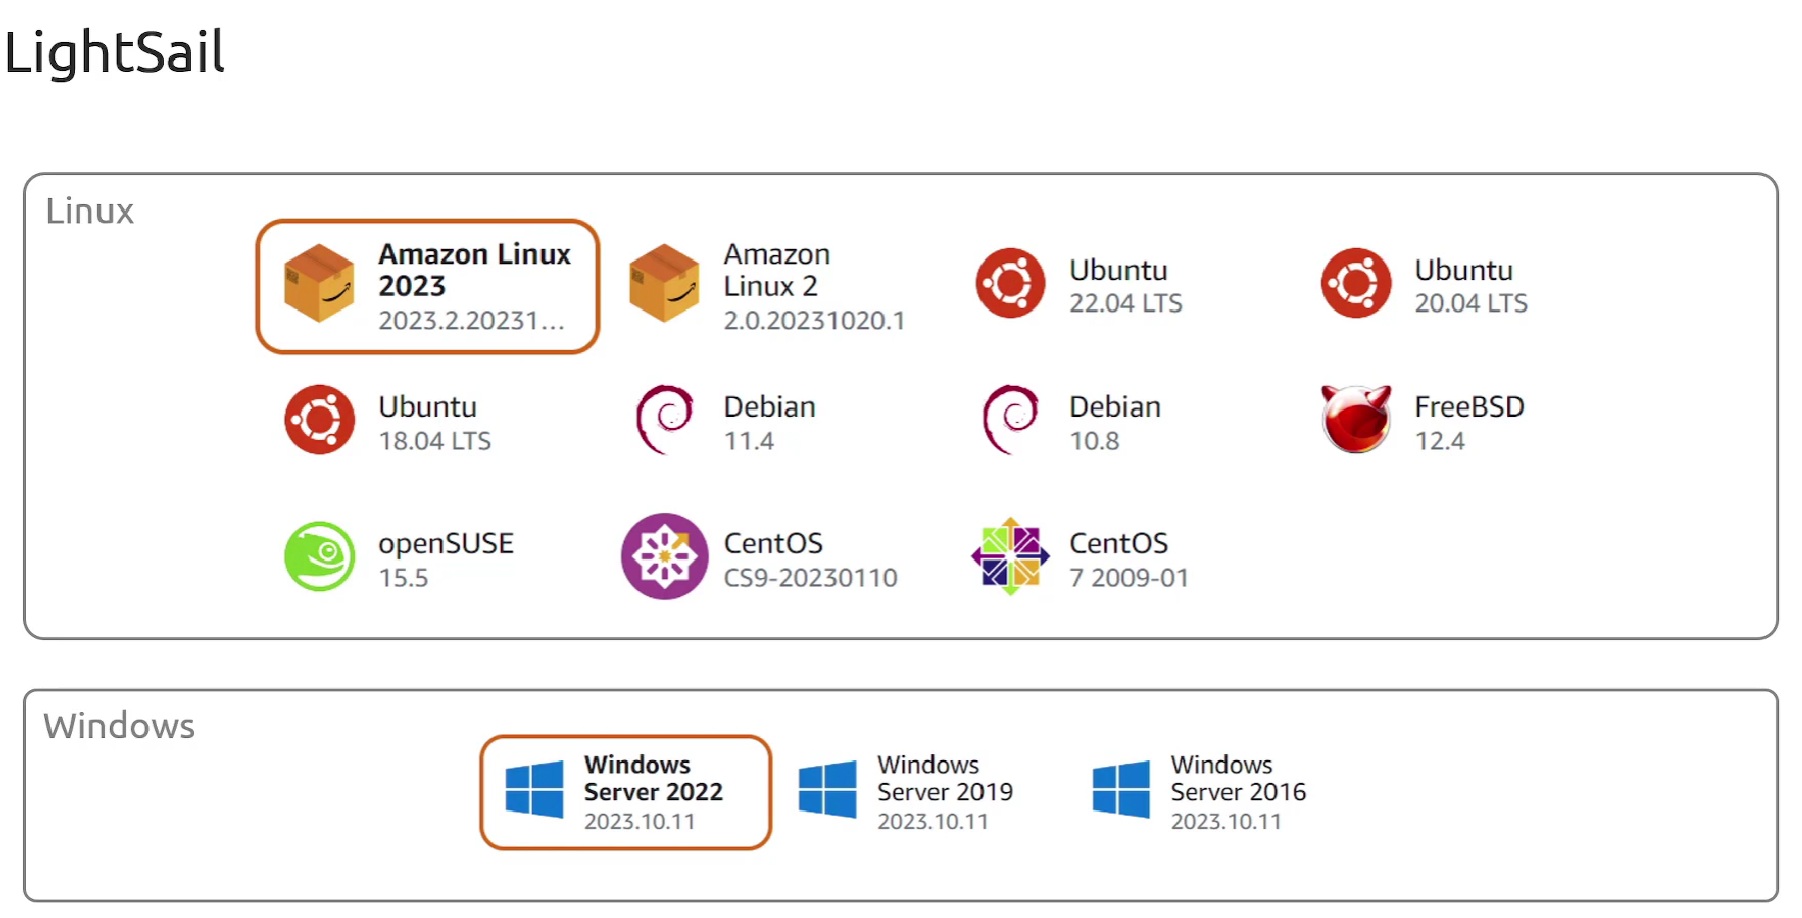 LightSail
Linux
Amazon Linux
2023
2023.2.20231...
Amazon
Linux 2
2.0.20231020.1
Ubuntu
22.04 LTS
Ubuntu
20.04 LTS
Ubuntu
18.04 LTS
Debian
11.4
Debian
10.8
FreeBSD
12.4
openSUSE
15.5
CentOS
CS9-20230110
CentOS
7 2009-01
Windows
Windows
Server 2022
2023.10.11
Windows
Server 2019
2023.10.11
Windows
Server 2016
2023.10.11